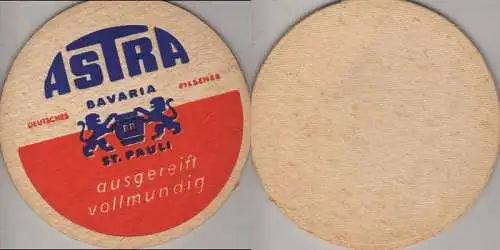 ASTRA
BAVARIA
DEUTSCHES PILSENER
ST. PAULI
ausgereift
vollmundig